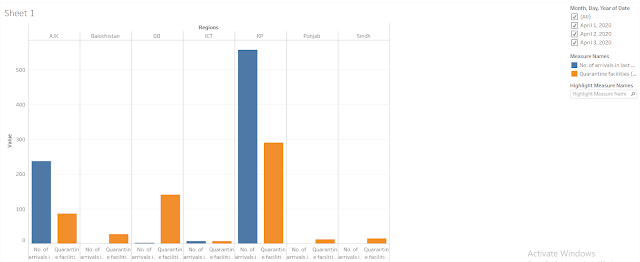 Sheet 1
Regions
AJK Balochistan GB ICT KP Punjab Sindh
Value
500
400
300
200
100
0
No. of arrivals i.. Quarantin e faciliti.. No. of arrivals i.. Quarantin e faciliti.. No. of arrivals i.. Quarantin e faciliti.. No. of arrivals i.. Quarantin e faciliti.. No. of arrivals i.. Quarantin e faciliti.. No. of arrivals i.. Quarantin e faciliti.. No. of arrivals i.. Quarantin e faciliti..
Month, Day, Year of Date
(All)
April 1, 2020
April 2, 2020
April 3, 2020
Measure Names
No. of arrivals in last ...
Quarantine facilities (...
Highlight Measure Names
Highlight Measure Name
Activate Windows